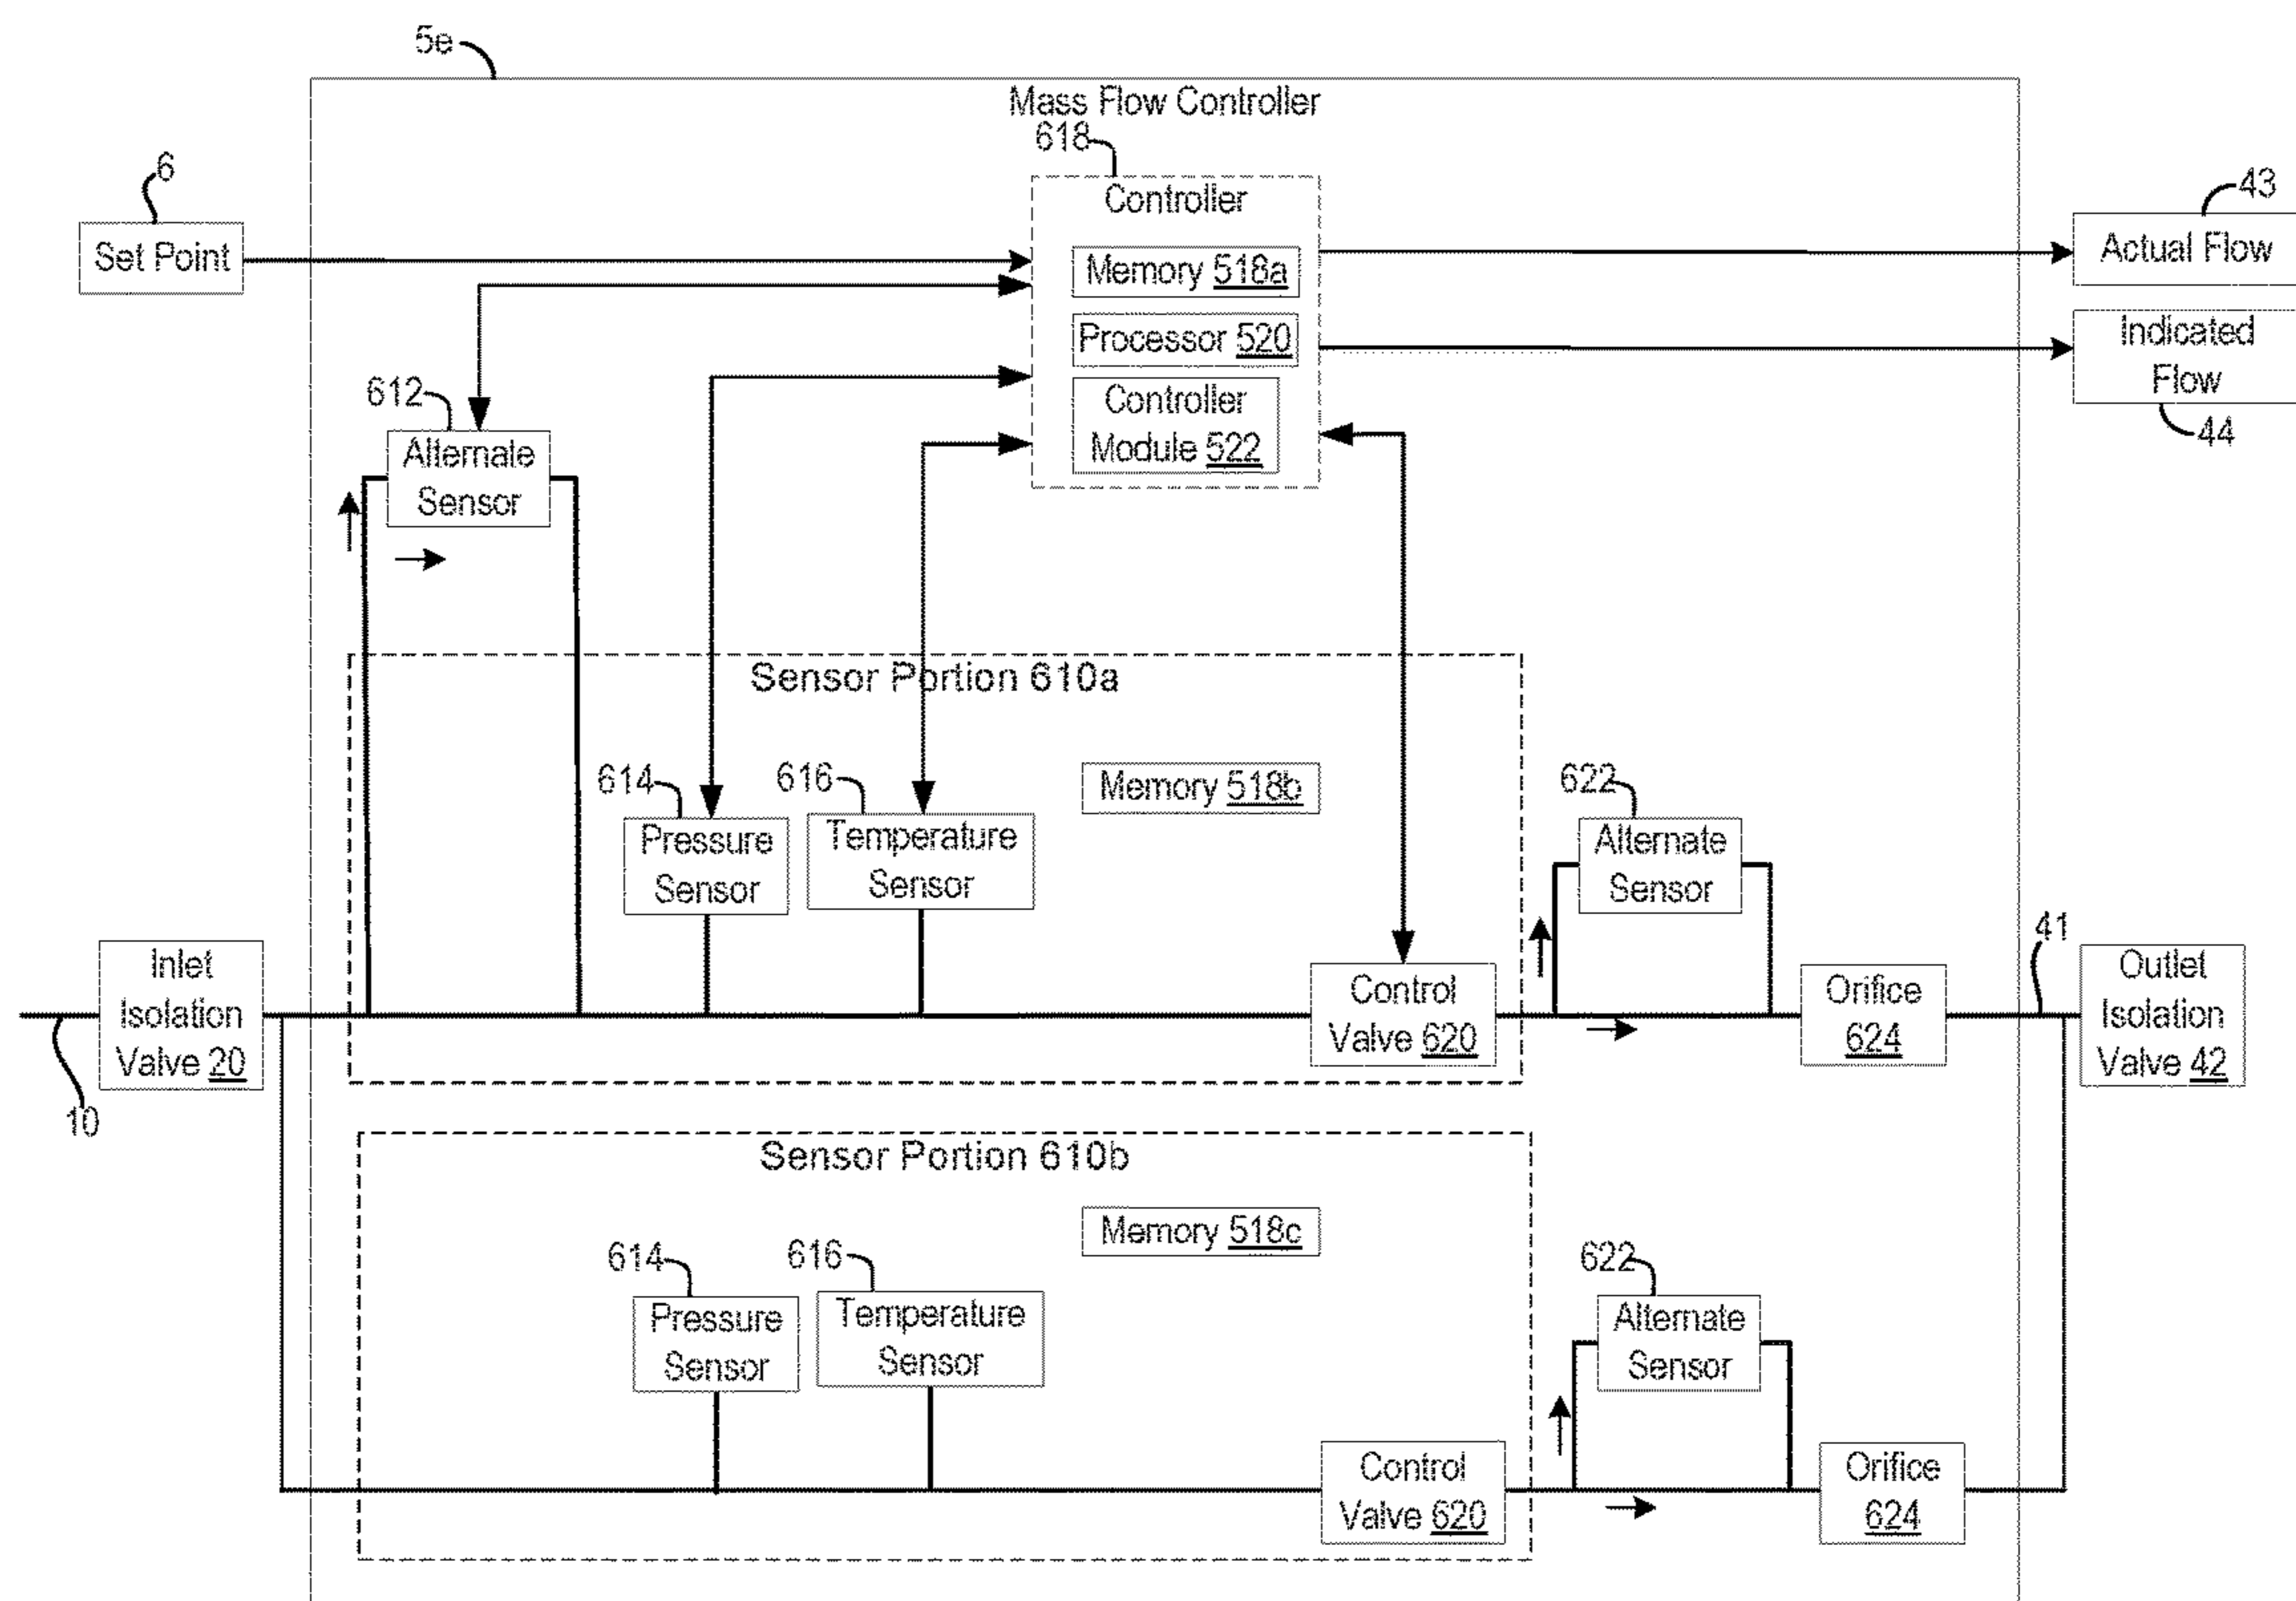 5e
Mass Flow Controller
618
6
Controller
43
Set Point
Actual Flow
Memory 518a
Processor 520
Indicated
Flow
612
Controller
Module 522
44
Alternate
Sensor
Sensor Portion 610a
614
616
Memory 518b
622
Pressure
Sensor
Temperature
Sensor
Alternate
Sensor
41
Inlet
Isolation
Valve 20
Control
Valve 620
Orifice
624
Outlet
Isolation
Valve 42
10
Sensor Portion 610b
Memory 518c
614
616
622
Pressure
Sensor
Temperature
Sensor
Alternate
Sensor
Control
Valve 620
Orifice
624